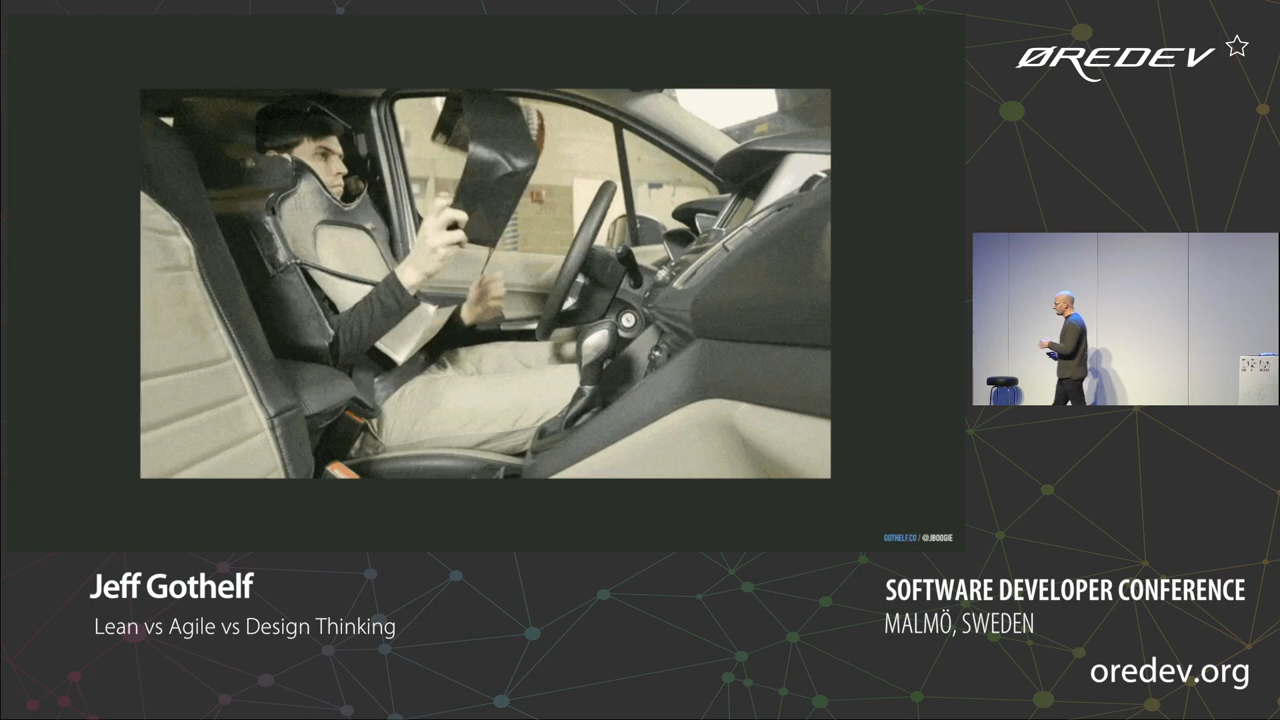 ØREDEV
GOTHELF.CO / @JBOOGIE
Jeff Gothelf
Lean vs Agile vs Design Thinking
SOFTWARE DEVELOPER CONFERENCE
MALMÖ, SWEDEN
oredev.org